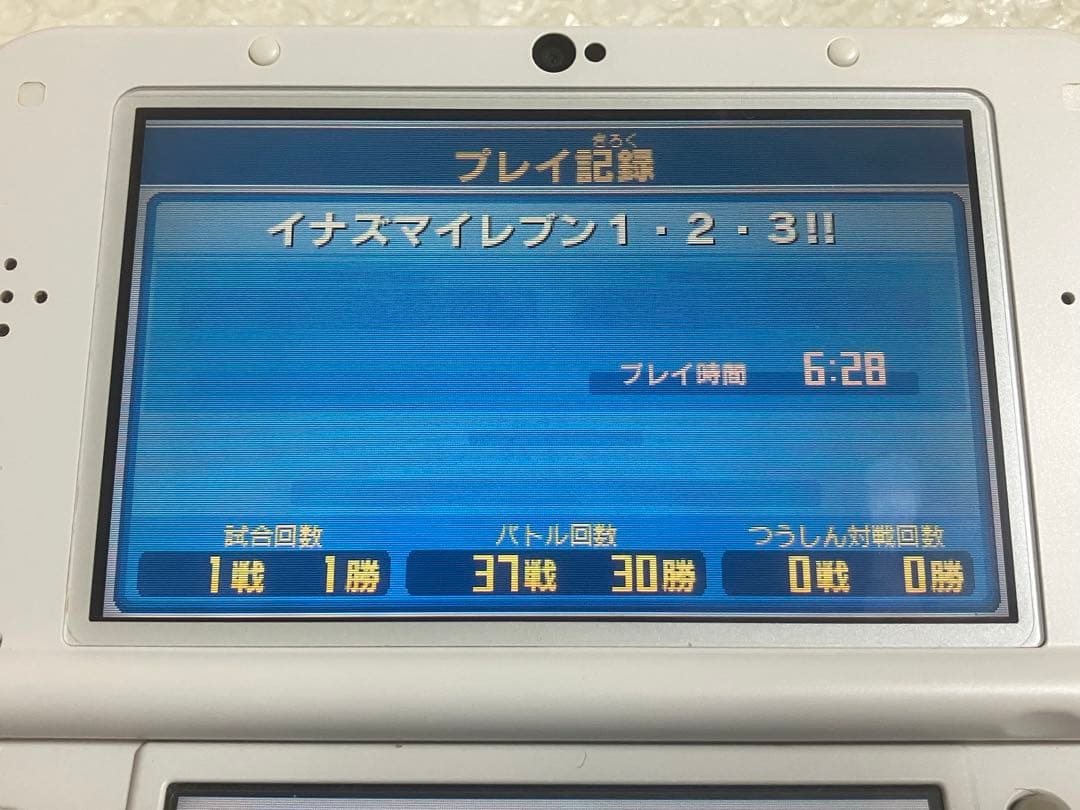 きろく
プレイ記録
イナズマイレブン1・2・3!!
プレイ時間 6:28
試合回数 バトル回数 つうしん対戦回数
1戦 1勝 37戦 30勝 0戦 0勝